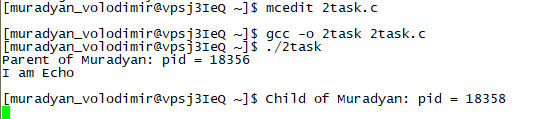 [muradyan_volodimir@vpsj3IeQ ~]$ mcedit 2task.c
[muradyan_volodimir@vpsj3IeQ ~]$ gcc -o 2task 2task.c
[muradyan_volodimir@vpsj3IeQ ~]$ ./2task
Parent of Muradyan: pid = 18356
I am Echo
[muradyan_volodimir@vpsj3IeQ ~]$ Child of Muradyan: pid = 18358